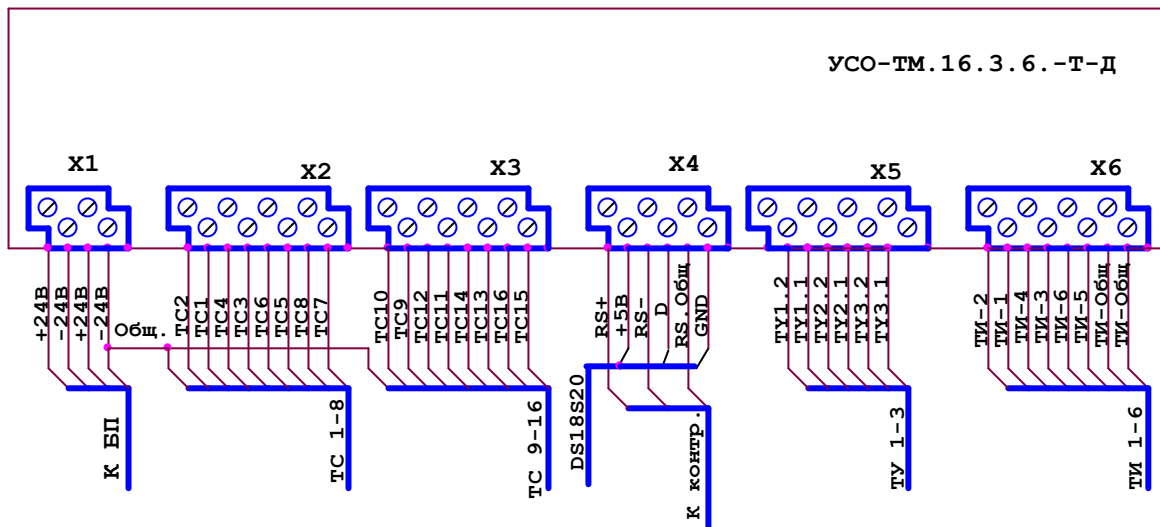 УСО-ТМ.16.3.6.-Т-Д
X1
X2
X3
X4
X5
X6
+24В
-24В
+24В
-24В
Общ.
ТС2
ТС1
ТС4
ТС3
ТС6
ТС5
ТС8
ТС7
ТС10
ТС9
ТС12
ТС11
ТС14
ТС13
ТС16
ТС15
RS+
+5В
RS-
D
RS.Общ
GND
ТУ1.2
ТУ1.1
ТУ2.2
ТУ2.1
ТУ3.2
ТУ3.1
ТИ-2
ТИ-1
ТИ-4
ТИ-3
ТИ-6
ТИ-5
ТИ-Общ
ТИ-Общ
К БП
ТС 1-8
ТС 9-16
DS18S20
К контр.
ТУ 1-3
ТИ 1-6